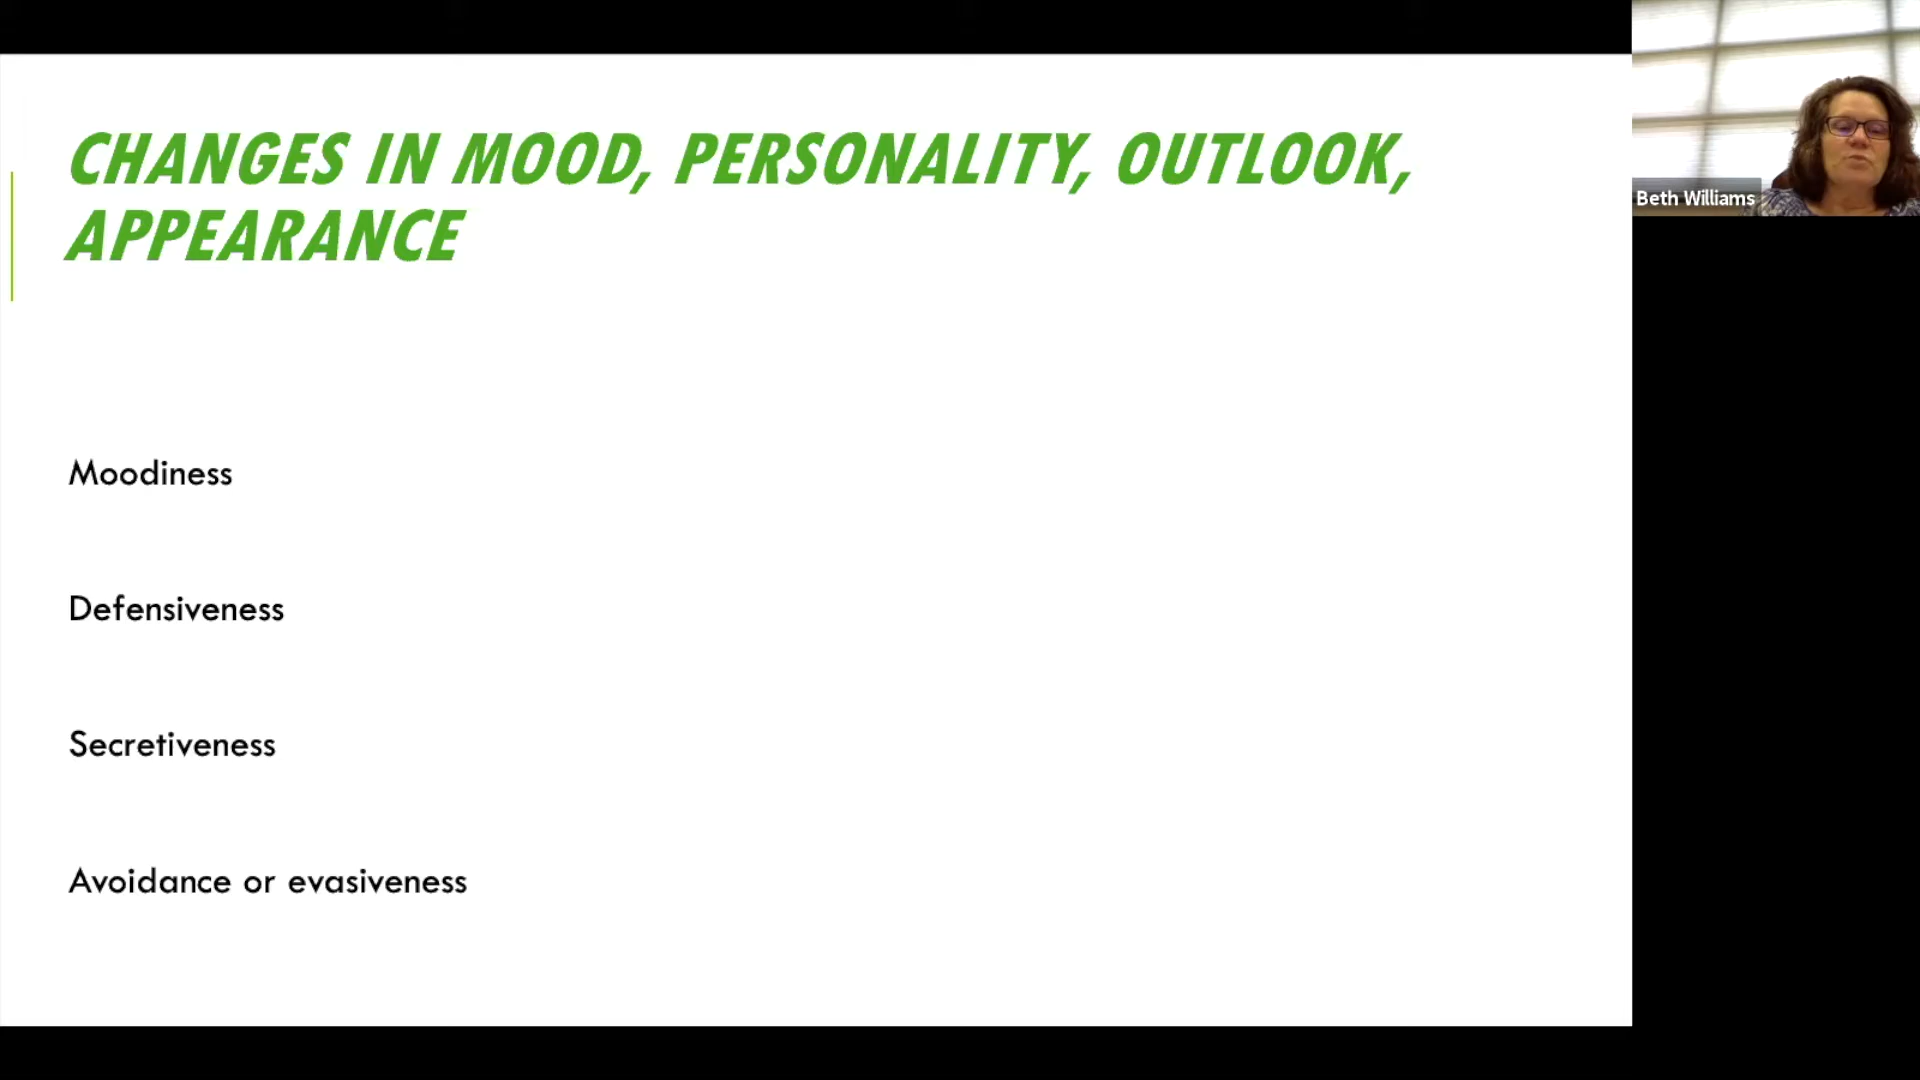 CHANGES IN MOOD, PERSONALITY, OUTLOOK,
APPEARANCE
Beth Williams
Moodiness
Defensiveness
Secretiveness
Avoidance or evasiveness